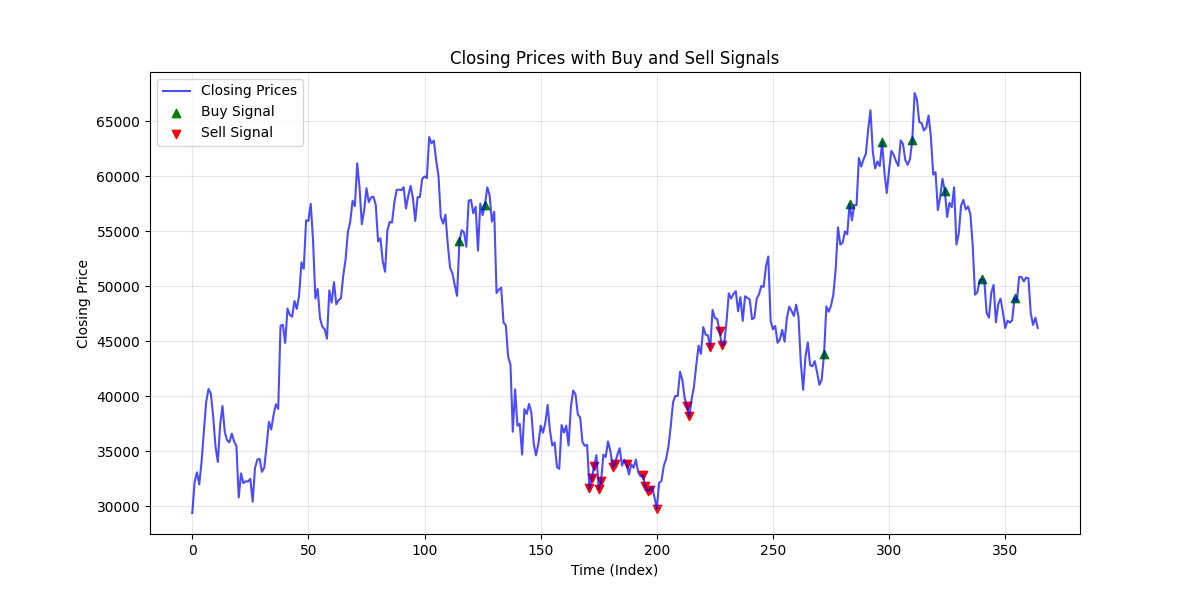 Closing Prices with Buy and Sell Signals
Closing Prices
Buy Signal
Sell Signal
65000
60000
55000
50000
45000
40000
35000
30000
Closing Price
0 50 100 150 200 250 300 350
Time (Index)